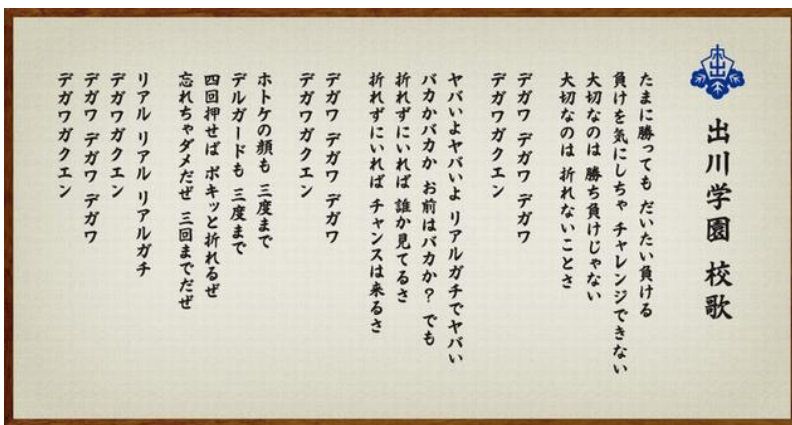 出
出川学園 校歌
たまに勝っても だいたい負ける
負けを気にしちゃ チャレンジできない
大切なのは 勝ち負けじゃない
大切なのは 折れないことさ
デガワ デガワ デガワ
デガワガクエン
ヤバいよヤバいよ リアルガチでヤバい
バカかバカか お前はバカか? でも
折れずにいれば 誰か見てるさ
折れずにいれば チャンスは来るさ
デガワ デガワ デガワ
デガワガクエン
ホトケの顔も 三度まで
デルガードも 三度まで
四回押せば ポキッと折れるぜ
忘れちゃダメだぜ 三回までだぜ
リアル リアル リアルガチ
デガワガクエン
デガワ デガワ デガワ
デガワガクエン